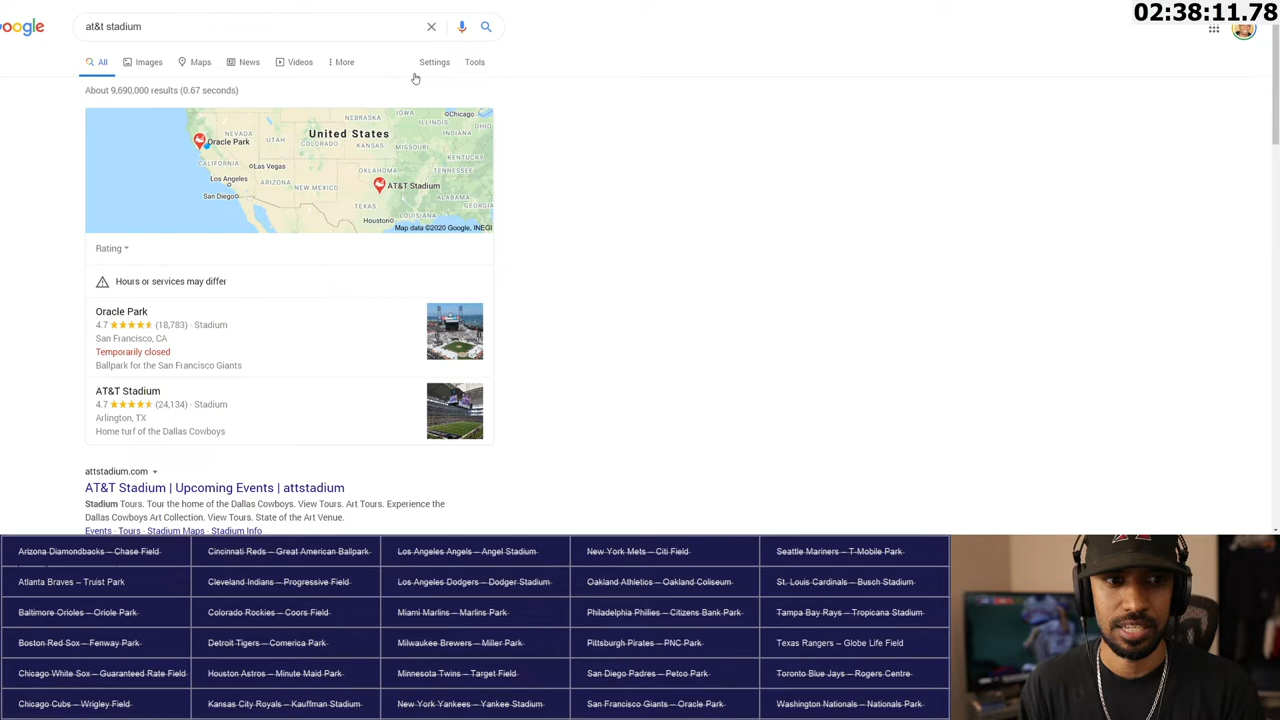 02:38:11.78
oogle
at&t stadium
All
Images
Maps
News
Videos
More
Settings
Tools
About 9,690,000 results (0.67 seconds)
IOWA
Chicago
NEBRASKA
NEVADA
United States
Oracle Park
UTAH
ILLINOIS
INDIANA
COLORADO
KANSAS
MISSOURI
CALIFORNIA
KENTUCKY
Las Vegas
OKLAHOMA
TENNESSEE
Los Angeles
ARIZONA
NEW MEXICO
AT&T Stadium
San Diego
ALABAMA
TEXAS
GEORGIA
LOUISIANA
Houston
Map data ©2020 Google, INEGI
Rating
Hours or services may differ
Oracle Park
4.7 (18,783) · Stadium
San Francisco, CA
Temporarily closed
Ballpark for the San Francisco Giants
AT&T Stadium
4.7 (24,134) · Stadium
Arlington, TX
Home turf of the Dallas Cowboys
attstadium.com
AT&T Stadium | Upcoming Events | attstadium
Stadium Tours. Tour the home of the Dallas Cowboys. View Tours. Art Tours. Experience the
Dallas Cowboys Art Collection. View Tours. State of the Art Venue.
Events · Tours · Stadium Maps · Stadium Info
Arizona Diamondbacks – Chase Field
Cincinnati Reds – Great American Ballpark
Los Angeles Angels – Angel Stadium
New York Mets – Citi Field
Seattle Mariners – T-Mobile Park
Atlanta Braves – Truist Park
Cleveland Indians – Progressive Field
Los Angeles Dodgers – Dodger Stadium
Oakland Athletics – Oakland Coliseum
St. Louis Cardinals – Busch Stadium
Baltimore Orioles – Oriole Park
Colorado Rockies – Coors Field
Miami Marlins – Marlins Park
Philadelphia Phillies – Citizens Bank Park
Tampa Bay Rays – Tropicana Stadium
Boston Red Sox – Fenway Park
Detroit Tigers – Comerica Park
Milwaukee Brewers – Miller Park
Pittsburgh Pirates – PNC Park
Texas Rangers – Globe Life Field
Chicago White Sox – Guaranteed Rate Field
Houston Astros – Minute Maid Park
Minnesota Twins – Target Field
San Diego Padres – Petco Park
Toronto Blue Jays – Rogers Centre
Chicago Cubs – Wrigley Field
Kansas City Royals – Kauffman Stadium
New York Yankees – Yankee Stadium
San Francisco Giants – Oracle Park
Washington Nationals – Nationals Park